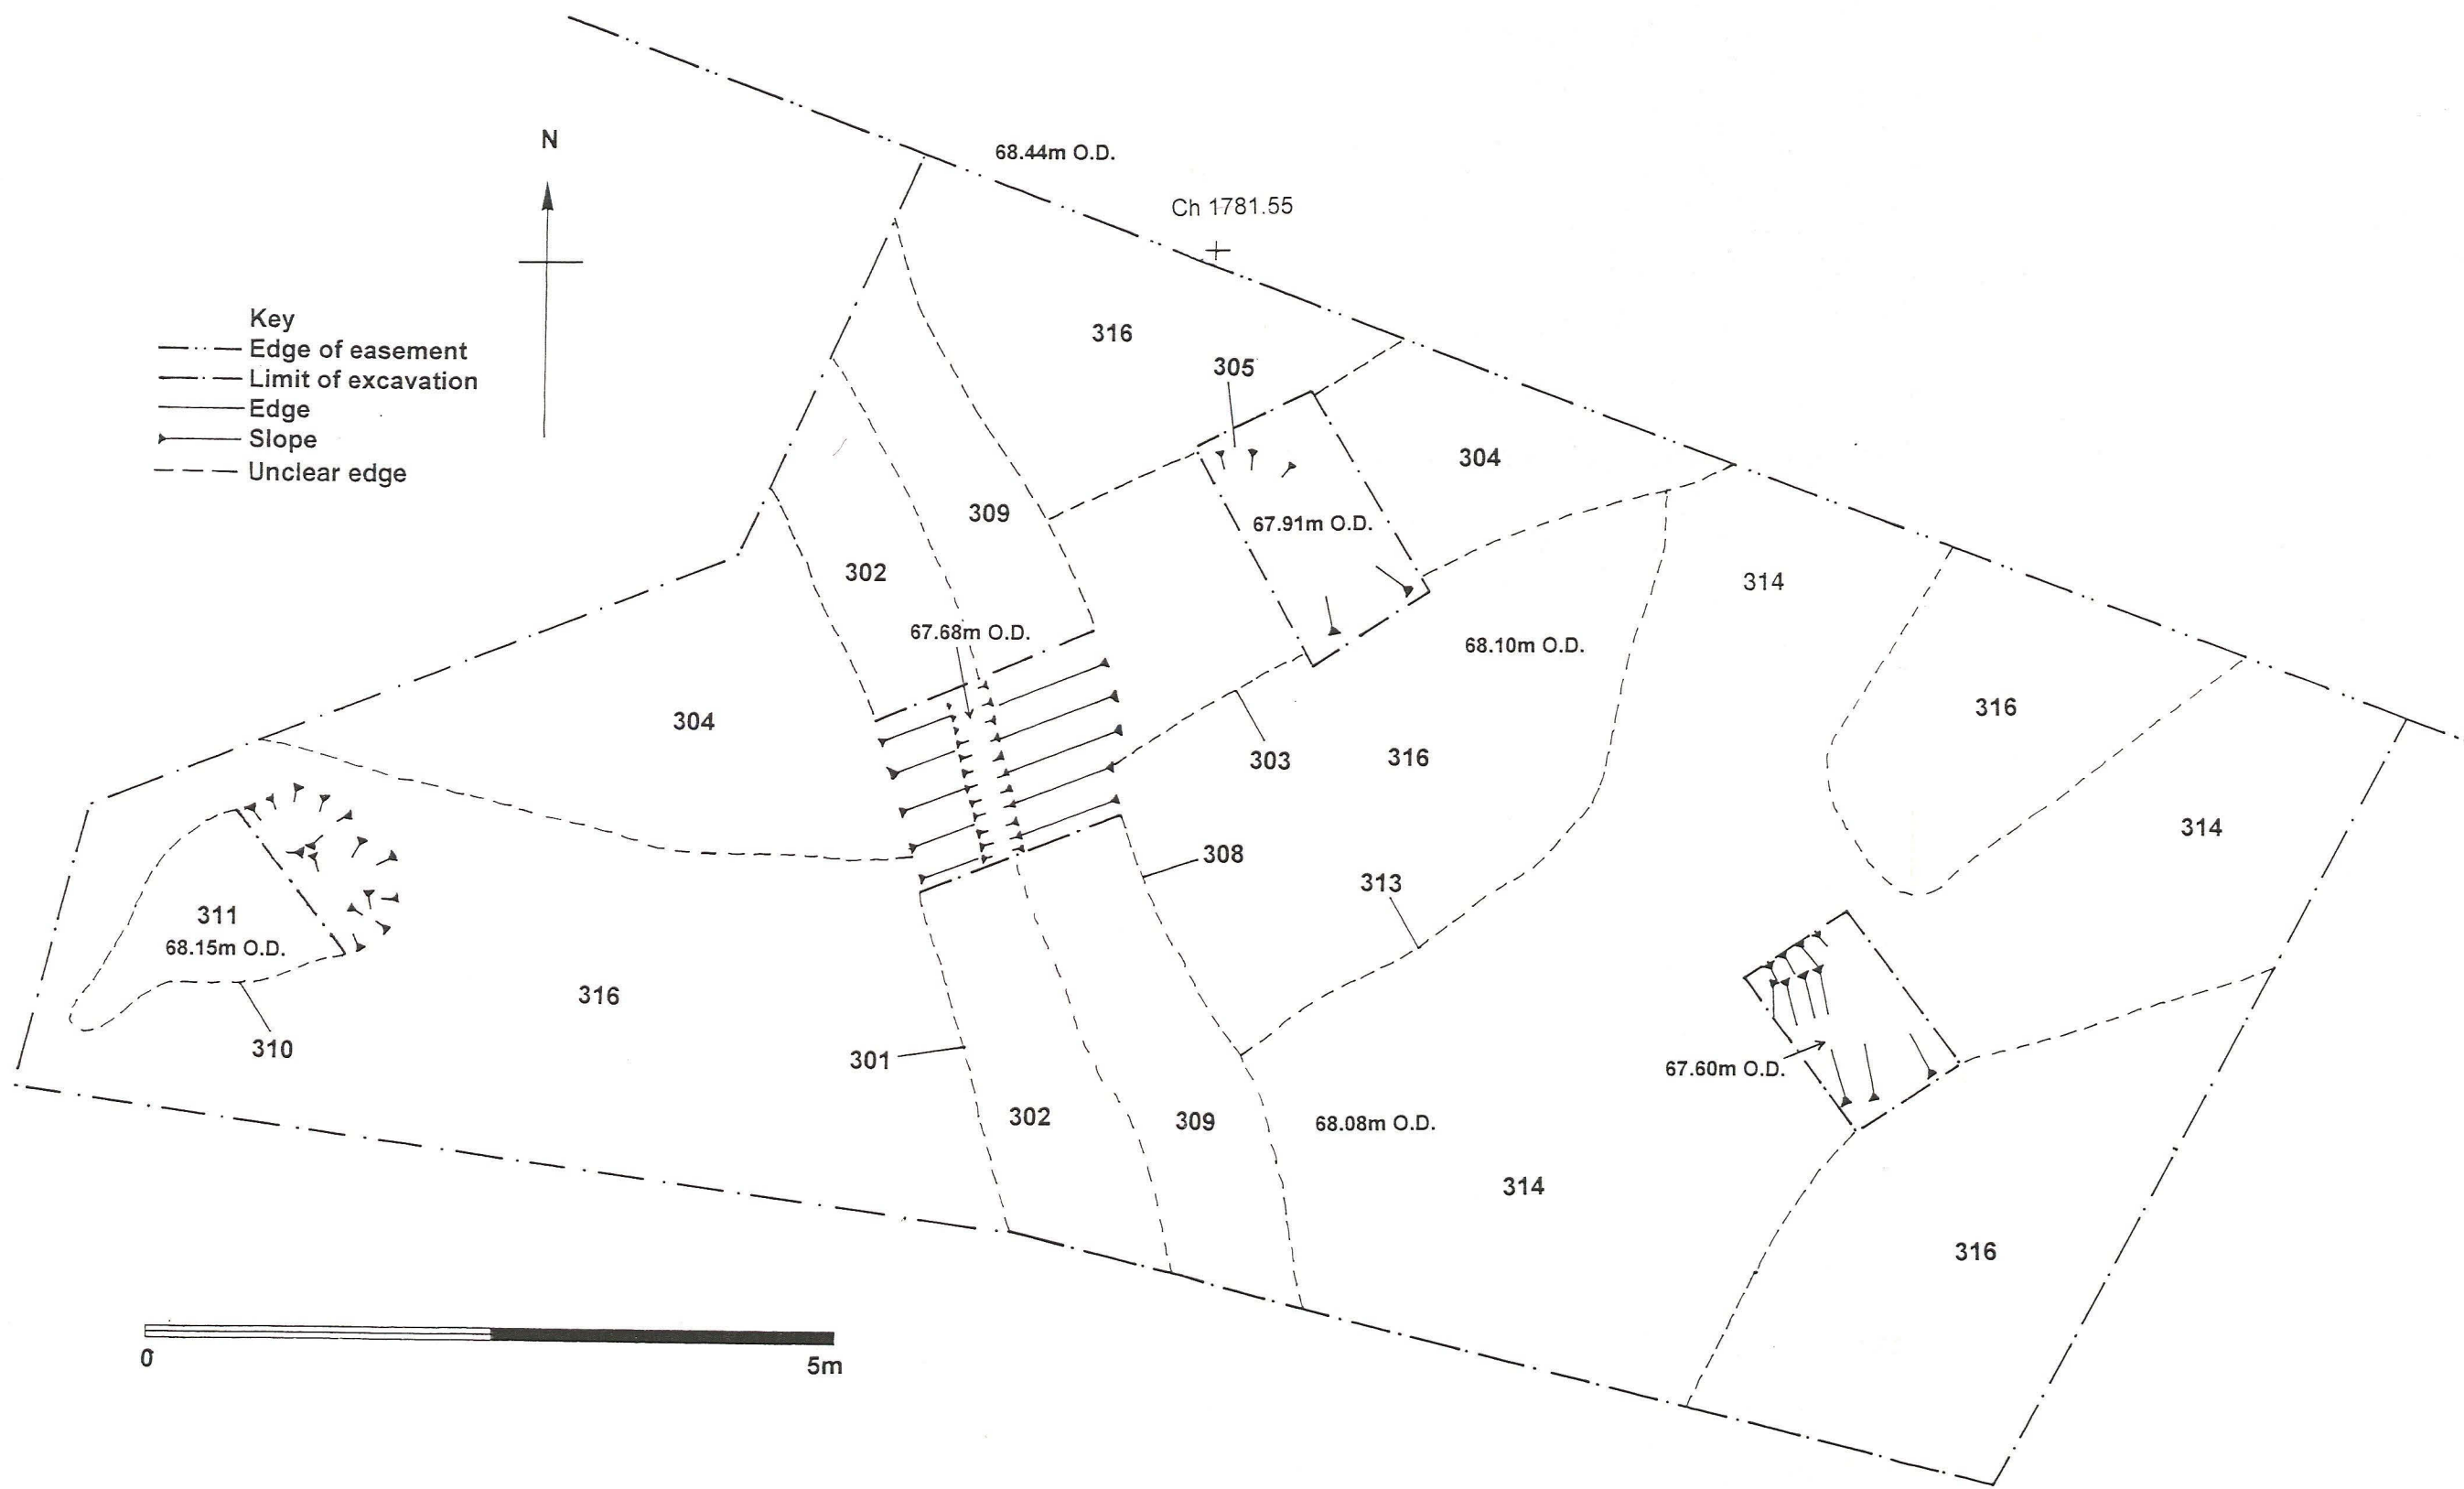 N
68.44m O.D.
Ch 1781.55
Key
Edge of easement
Limit of excavation
Edge
Slope
Unclear edge
316
305
304
309
67.91m O.D.
302
314
67.68m O.D.
68.10m O.D.
304
316
303
316
314
308
313
311
68.15m O.D.
316
310
301
67.60m O.D.
302
309
68.08m O.D.
314
316
0
5m